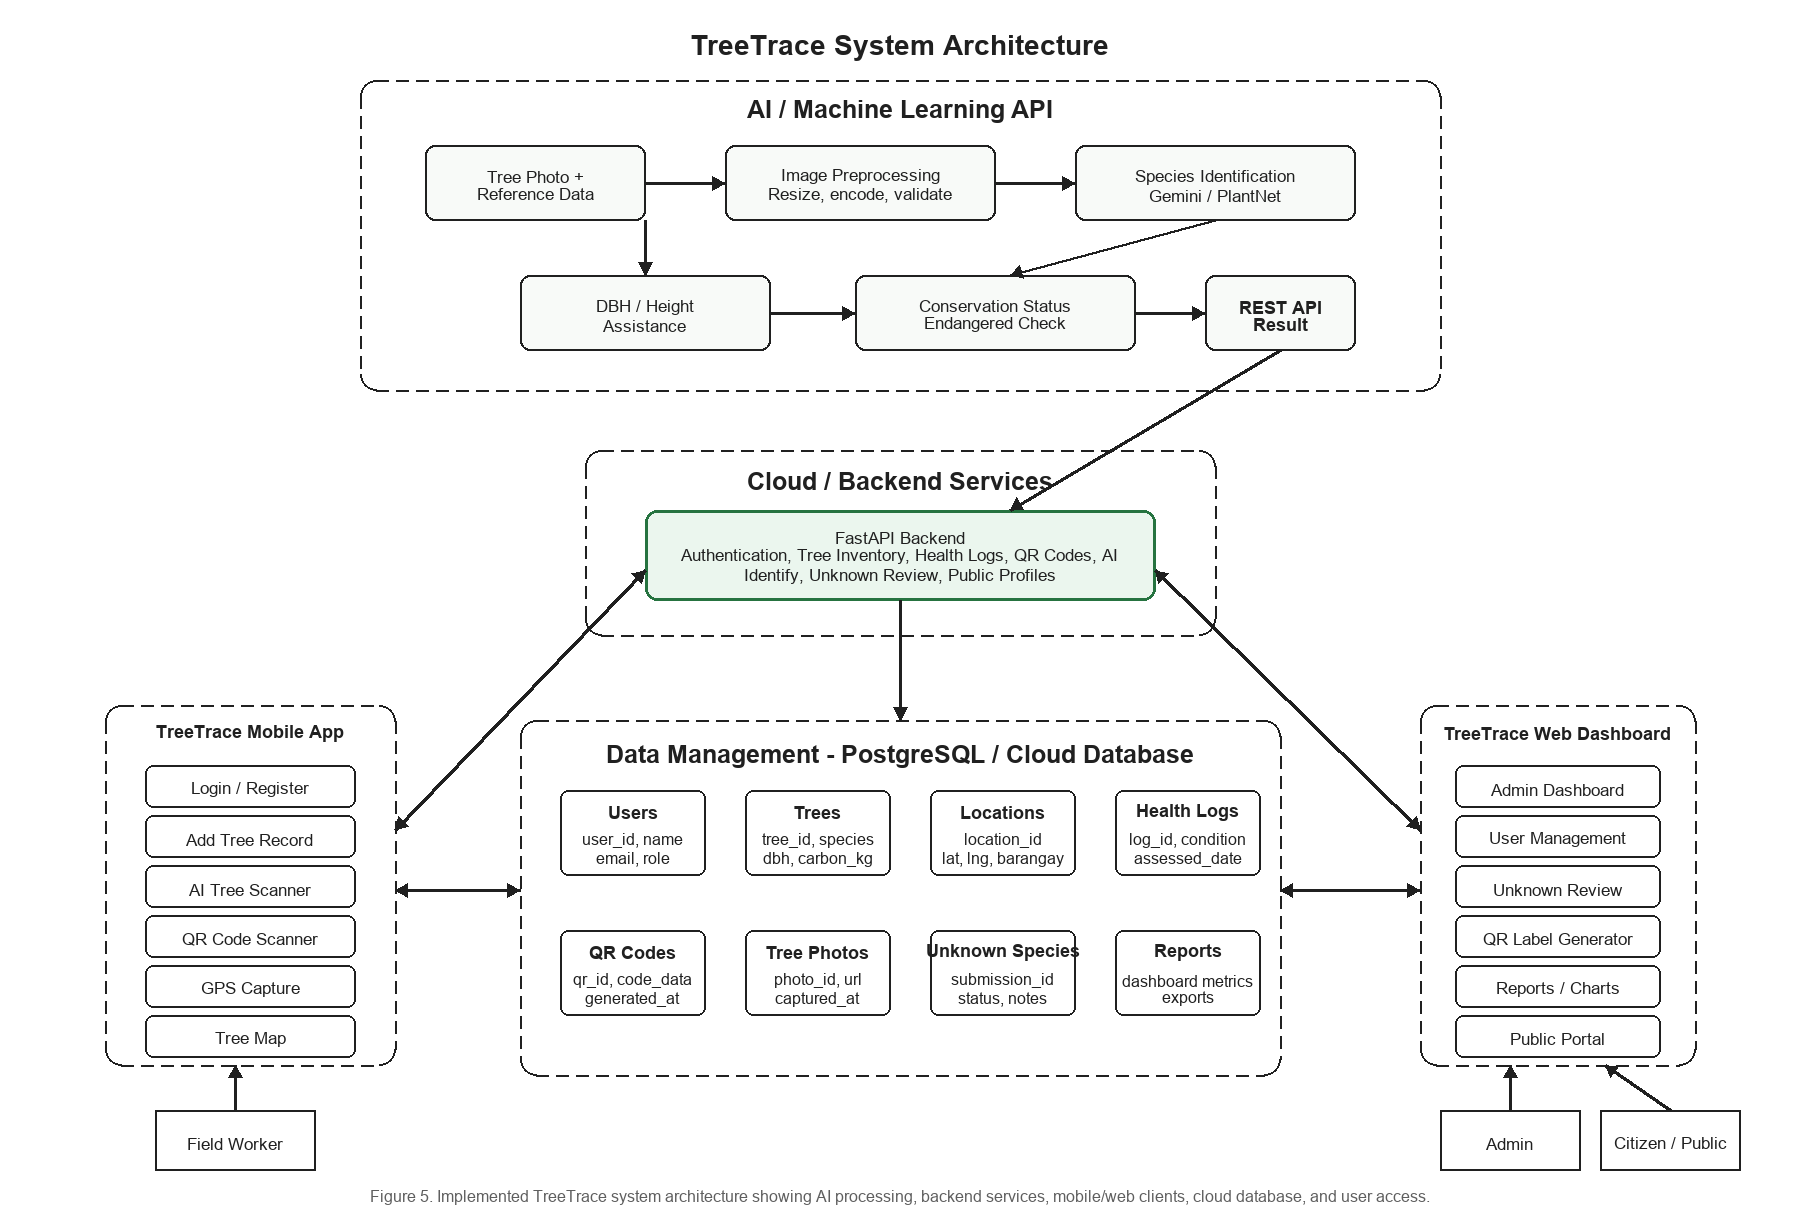 TreeTrace System Architecture
AI / Machine Learning API
Tree Photo +
Reference Data
Image Preprocessing
Resize, encode, validate
Species Identification
Gemini / PlantNet
DBH / Height
Assistance
Conservation Status
Endangered Check
REST API
Result
Cloud / Backend Services
FastAPI Backend
Authentication, Tree Inventory, Health Logs, QR Codes, AI
Identify, Unknown Review, Public Profiles
TreeTrace Mobile App
Login / Register
Add Tree Record
AI Tree Scanner
QR Code Scanner
GPS Capture
Tree Map
Field Worker
Data Management - PostgreSQL / Cloud Database
Users
user_id, name
email, role
Trees
tree_id, species
dbh, carbon_kg
Locations
location_id
lat, lng, barangay
Health Logs
log_id, condition
assessed_date
QR Codes
qr_id, code_data
generated_at
Tree Photos
photo_id, url
captured_at
Unknown Species
submission_id
status, notes
Reports
dashboard metrics
exports
TreeTrace Web Dashboard
Admin Dashboard
User Management
Unknown Review
QR Label Generator
Reports / Charts
Public Portal
Admin
Citizen / Public
Figure 5. Implemented TreeTrace system architecture showing AI processing, backend services, mobile/web clients, cloud database, and user access.